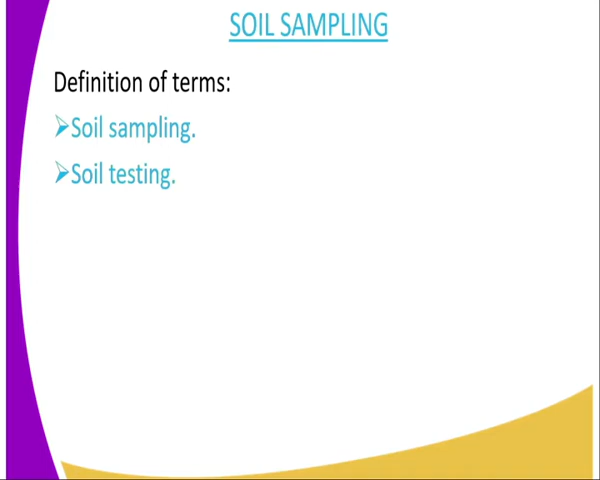 SOIL SAMPLING
Definition of terms:
➢Soil sampling.
➢Soil testing.